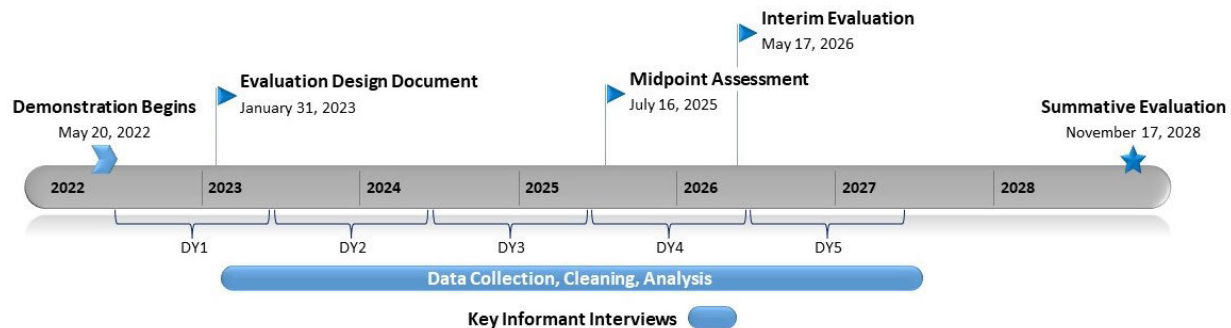 Interim Evaluation
May 17, 2026
Evaluation Design Document
January 31, 2023
Midpoint Assessment
July 16, 2025
Demonstration Begins
May 20, 2022
Summative Evaluation
November 17, 2028
2022 2023 2024 2025 2026 2027 2028
DY1 DY2 DY3 DY4 DY5
Data Collection, Cleaning, Analysis
Key Informant Interviews